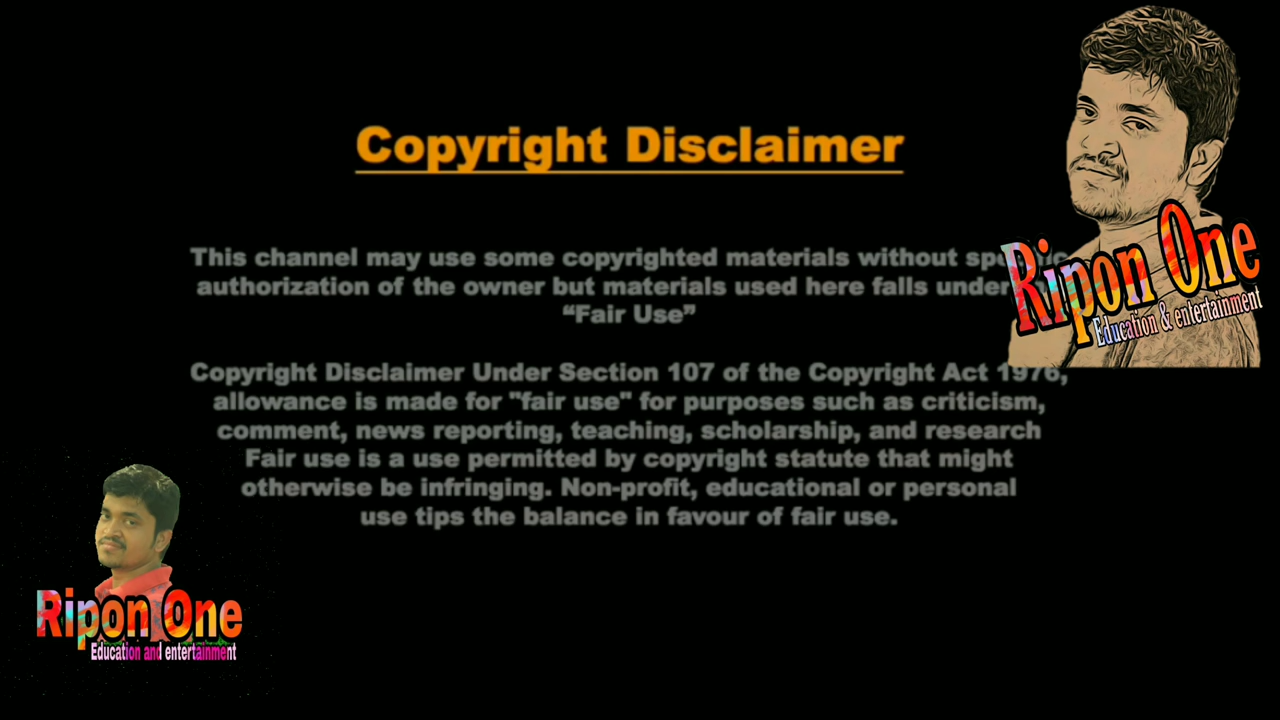 Copyright Disclaimer
This channel may use some copyrighted materials without
authorization of the owner but materials used here falls under
“Fair Use”
Copyright Disclaimer Under Section 107 of the Copyright Act 1976,
allowance is made for "fair use" for purposes such as criticism,
comment, news reporting, teaching, scholarship, and research
Fair use is a use permitted by copyright statute that might
otherwise be infringing. Non-profit, educational or personal
use tips the balance in favour of fair use.
Ripon One
Education & entertainment
Ripon One
Education and entertainment